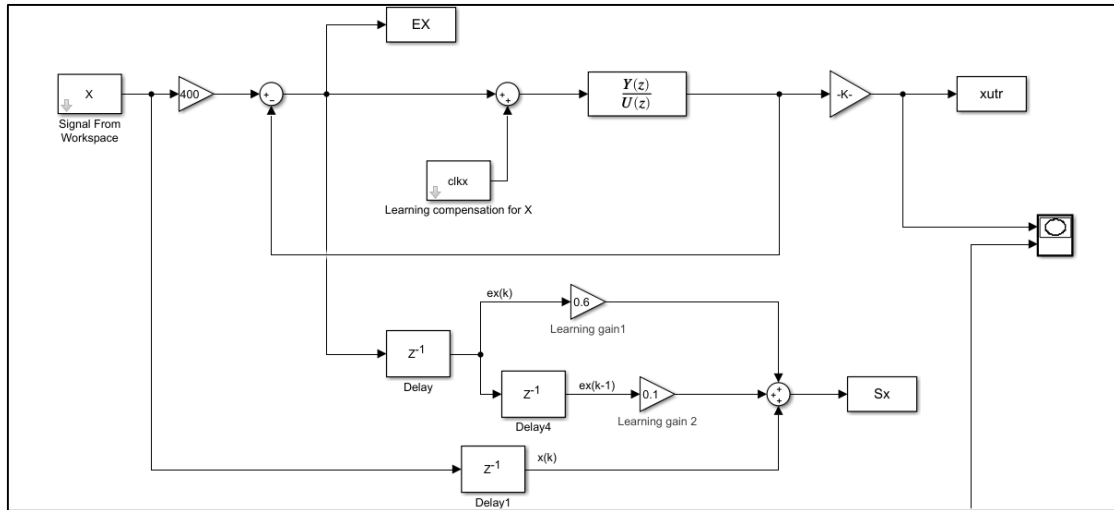 EX
X
Signal From
Workspace
400
+
−
+
+
Y(z)
U(z)
-K-
xutr
clkx
Learning compensation for X
ex(k)
0.6
Learning gain1
Z-1
Delay
Z-1
Delay4
ex(k-1)
0.1
Learning gain 2
+
+
+
Sx
Z-1
Delay1
x(k)